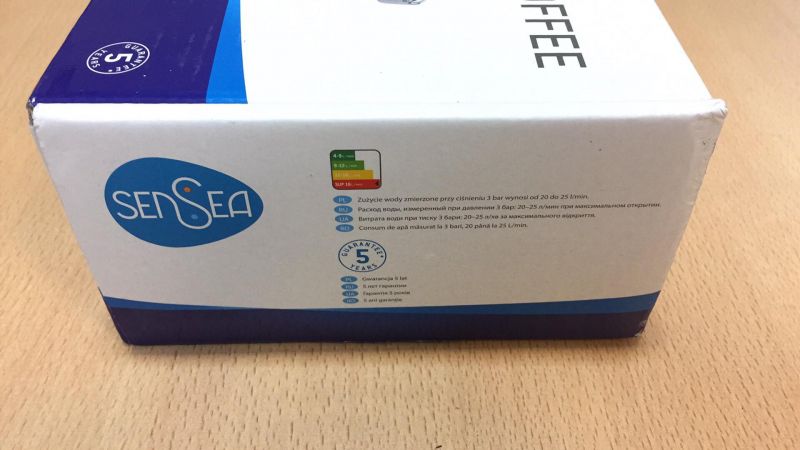 GUARANTEE*
5
YEARS
OFFEE
SENSEA
SUP 16
PL Zużycie wody zmierzone przy ciśnieniu 3 bar wynosi od 20 do 25 l/min.
RU Расход воды, измеренный при давлении 3 бар: 20–25 л/мин при максимальном открытии.
UA Витрата води при тиску 3 бари: 20–25 л/хв за максимального відкриття.
RO Consum de apă măsurat la 3 bari, 20 până la 25 L/min.
GUARANTEE*
5
YEARS
PL Gwarancja 5 lat
RU 5 лет гарантии
UA Гарантія 5 років
RO 5 ani garanție